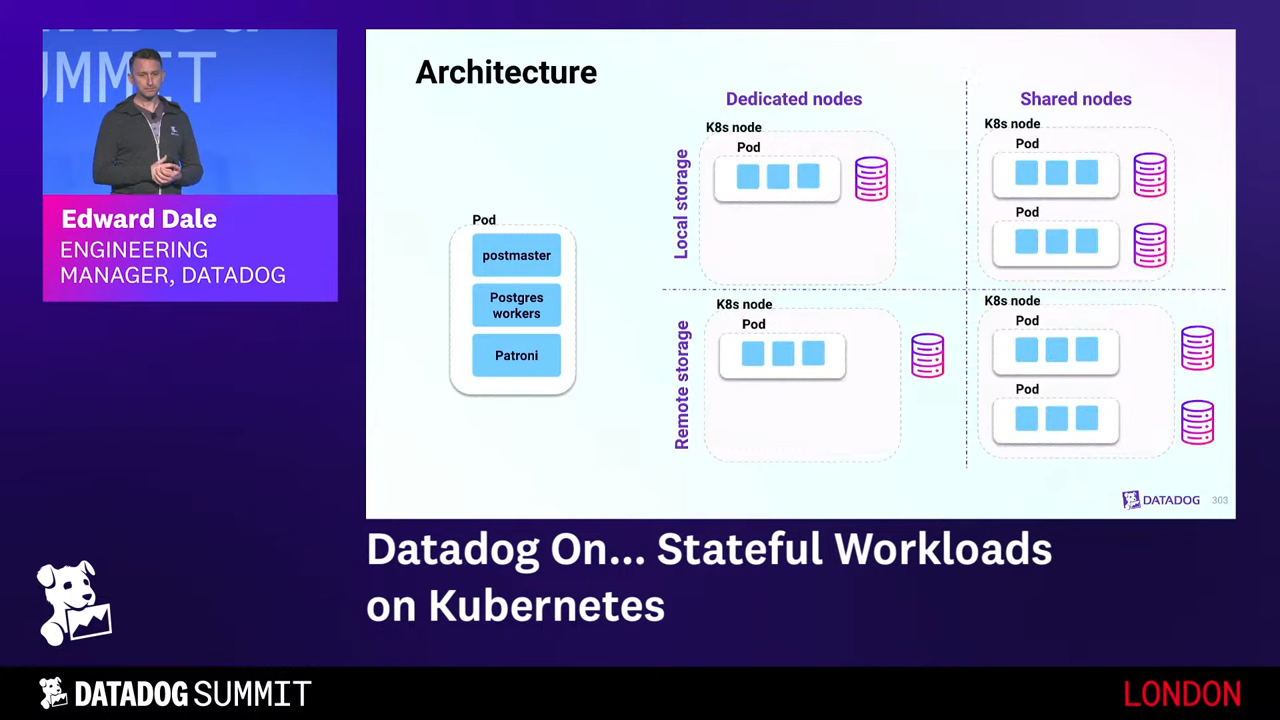 UMMIT
Edward Dale
ENGINEERING
MANAGER, DATADOG
Architecture
Pod
postmaster
Postgres
workers
Patroni
Dedicated nodes
Shared nodes
Local storage
K8s node
Pod
K8s node
Pod
Pod
Remote storage
K8s node
Pod
K8s node
Pod
Pod
DATADOG
303
Datadog On... Stateful Workloads
on Kubernetes
DATADOG SUMMIT
LONDON